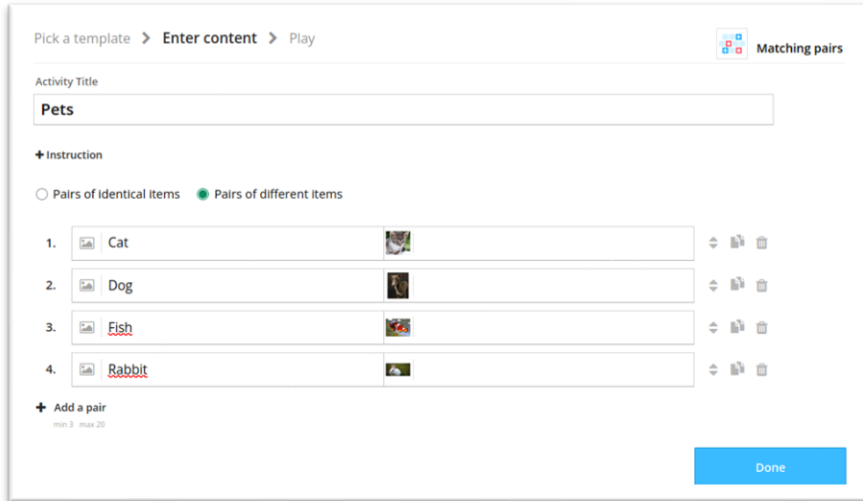 Pick a template > Enter content > Play
Matching pairs
Activity Title
Pets
+ Instruction
Pairs of identical items Pairs of different items
1. Cat
2. Dog
3. Fish
4. Rabbit
+ Add a pair
min 3 max 20
Done